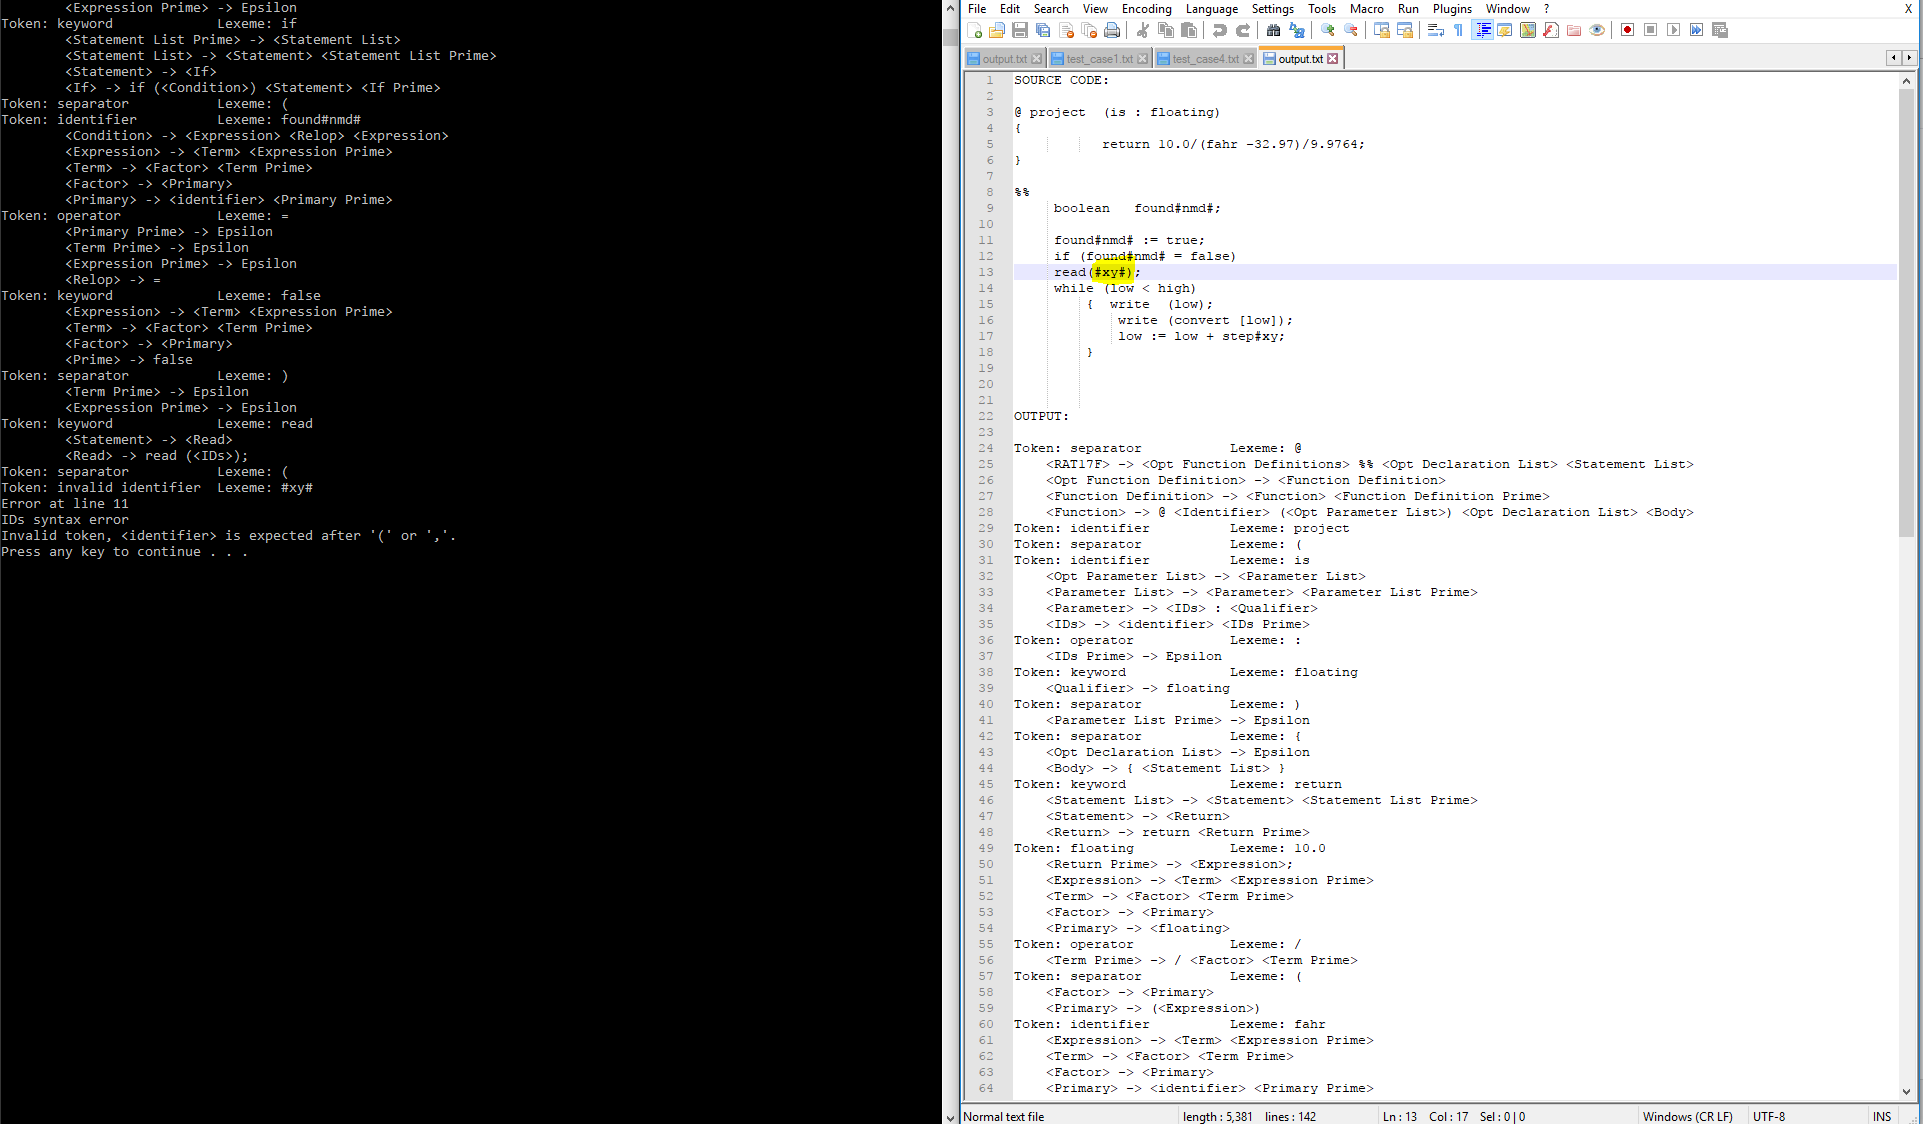 <Expression Prime> -> Epsilon
Token: keyword Lexeme: if
<Statement List Prime> -> <Statement List>
<Statement List> -> <Statement> <Statement List Prime>
<Statement> -> <If>
<If> -> if (<Condition>) <Statement> <If Prime>
Token: separator Lexeme: (
Token: identifier Lexeme: found#nmd#
<Condition> -> <Expression> <Relop> <Expression>
<Expression> -> <Term> <Expression Prime>
<Term> -> <Factor> <Term Prime>
<Factor> -> <Primary>
<Primary> -> <identifier> <Primary Prime>
Token: operator Lexeme: =
<Primary Prime> -> Epsilon
<Term Prime> -> Epsilon
<Expression Prime> -> Epsilon
<Relop> -> =
Token: keyword Lexeme: false
<Expression> -> <Term> <Expression Prime>
<Term> -> <Factor> <Term Prime>
<Factor> -> <Primary>
<Prime> -> false
Token: separator Lexeme: )
<Term Prime> -> Epsilon
<Expression Prime> -> Epsilon
Token: keyword Lexeme: read
<Statement> -> <Read>
<Read> -> read (<IDs>);
Token: separator Lexeme: (
Token: invalid identifier Lexeme: #xy#
Error at line 11
IDs syntax error
Invalid token, <identifier> is expected after '(' or ','.
Press any key to continue . . .
File Edit Search View Encoding Language Settings Tools Macro Run Plugins Window ? X
output.txt test_case1.txt test_case4.txt output.txt
1 SOURCE CODE:
2
3 @ project (is : floating)
4 {
5 return 10.0/(fahr -32.97)/9.9764;
6 }
7
8 %%
9 boolean found#nmd#;
10
11 found#nmd# := true;
12 if (found#nmd# = false)
13 read(#xy#);
14 while (low < high)
15 { write (low);
16 write (convert [low]);
17 low := low + step#xy;
18 }
19
20
21
22 OUTPUT:
23
24 Token: separator Lexeme: @
25 <RAT17F> -> <Opt Function Definitions> %% <Opt Declaration List> <Statement List>
26 <Opt Function Definition> -> <Function Definition>
27 <Function Definition> -> <Function> <Function Definition Prime>
28 <Function> -> @ <Identifier> (<Opt Parameter List>) <Opt Declaration List> <Body>
29 Token: identifier Lexeme: project
30 Token: separator Lexeme: (
31 Token: identifier Lexeme: is
32 <Opt Parameter List> -> <Parameter List>
33 <Parameter List> -> <Parameter> <Parameter List Prime>
34 <Parameter> -> <IDs> : <Qualifier>
35 <IDs> -> <identifier> <IDs Prime>
36 Token: operator Lexeme: :
37 <IDs Prime> -> Epsilon
38 Token: keyword Lexeme: floating
39 <Qualifier> -> floating
40 Token: separator Lexeme: )
41 <Parameter List Prime> -> Epsilon
42 Token: separator Lexeme: {
43 <Opt Declaration List> -> Epsilon
44 <Body> -> { <Statement List> }
45 Token: keyword Lexeme: return
46 <Statement List> -> <Statement> <Statement List Prime>
47 <Statement> -> <Return>
48 <Return> -> return <Return Prime>
49 Token: floating Lexeme: 10.0
50 <Return Prime> -> <Expression>;
51 <Expression> -> <Term> <Expression Prime>
52 <Term> -> <Factor> <Term Prime>
53 <Factor> -> <Primary>
54 <Primary> -> <floating>
55 Token: operator Lexeme: /
56 <Term Prime> -> / <Factor> <Term Prime>
57 Token: separator Lexeme: (
58 <Factor> -> <Primary>
59 <Primary> -> (<Expression>)
60 Token: identifier Lexeme: fahr
61 <Expression> -> <Term> <Expression Prime>
62 <Term> -> <Factor> <Term Prime>
63 <Factor> -> <Primary>
64 <Primary> -> <identifier> <Primary Prime>
Normal text file length : 5,381 lines : 142 Ln : 13 Col : 17 Sel : 0 | 0 Windows (CR LF) UTF-8 INS